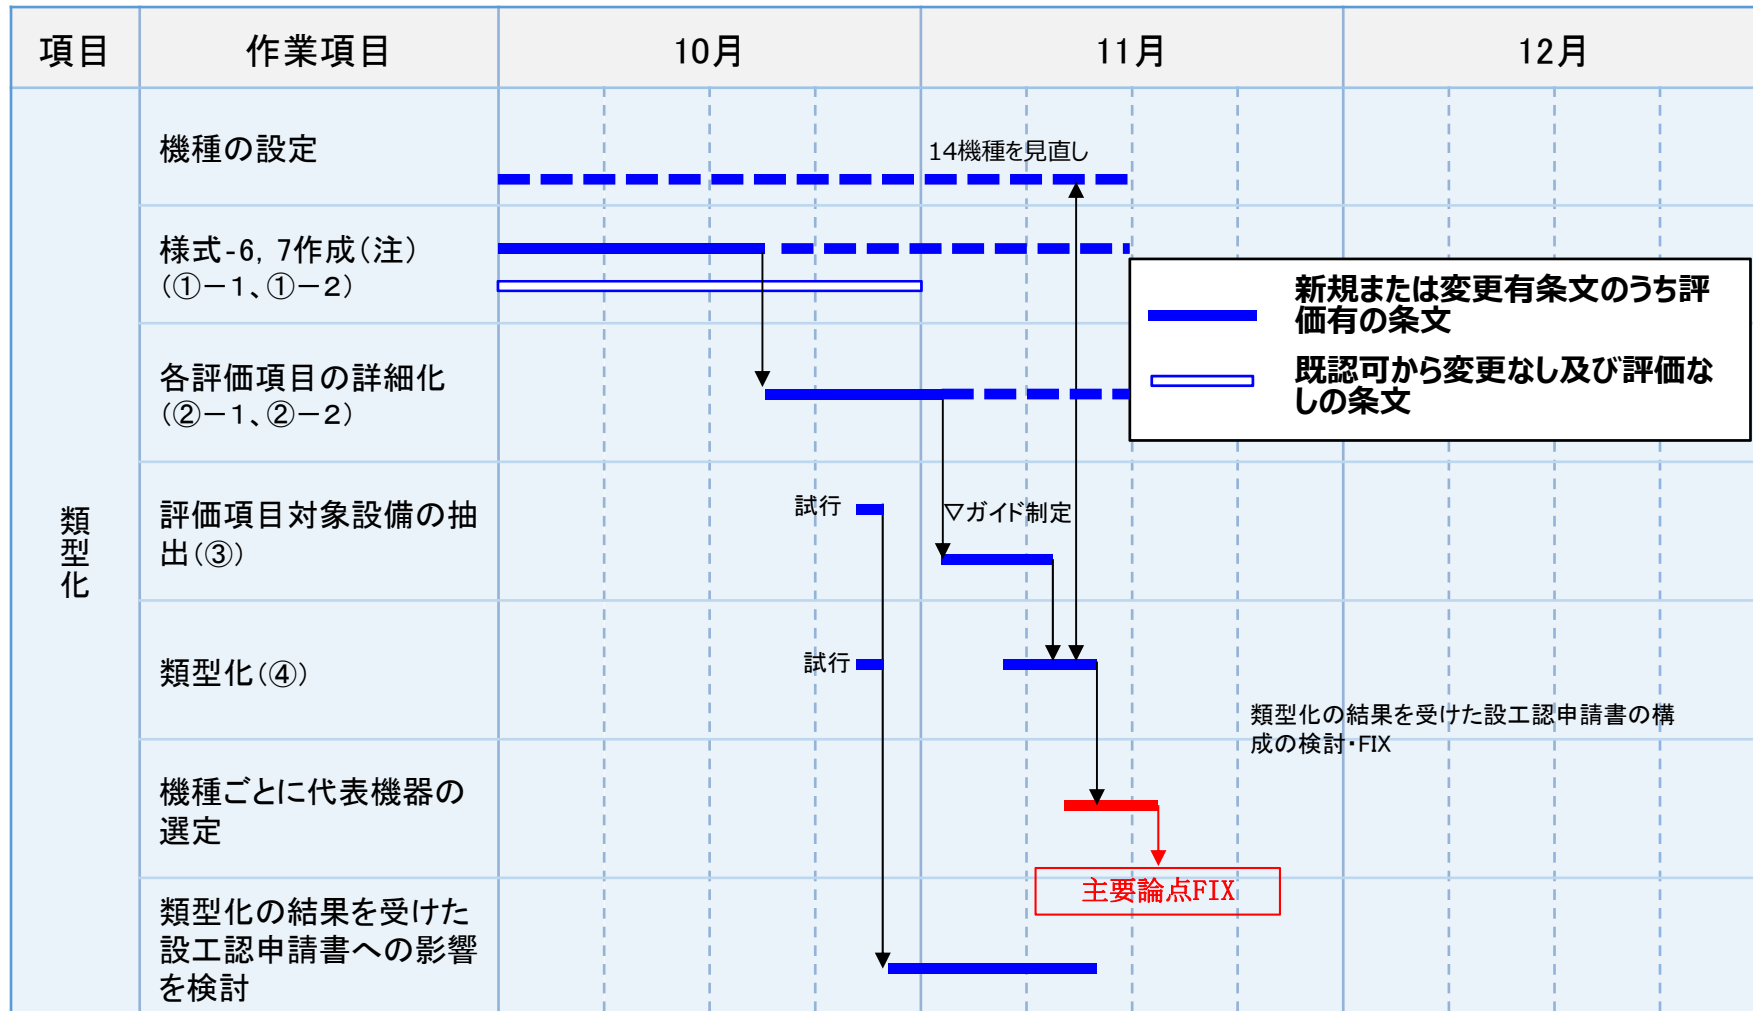 項目
作業項目
10月
11月
12月
類型化
機種の設定
14機種を見直し
様式-6, 7作成(注)
(①-1、①-2)
新規または変更有条文のうち評
価有の条文
既認可から変更なし及び評価な
しの条文
各評価項目の詳細化
(②-1、②-2)
評価項目対象設備の抽
出(③)
試行
▽ガイド制定
類型化(④)
試行
類型化の結果を受けた設工認申請書の構
成の検討・FIX
機種ごとに代表機器の
選定
主要論点FIX
類型化の結果を受けた
設工認申請書への影響
を検討